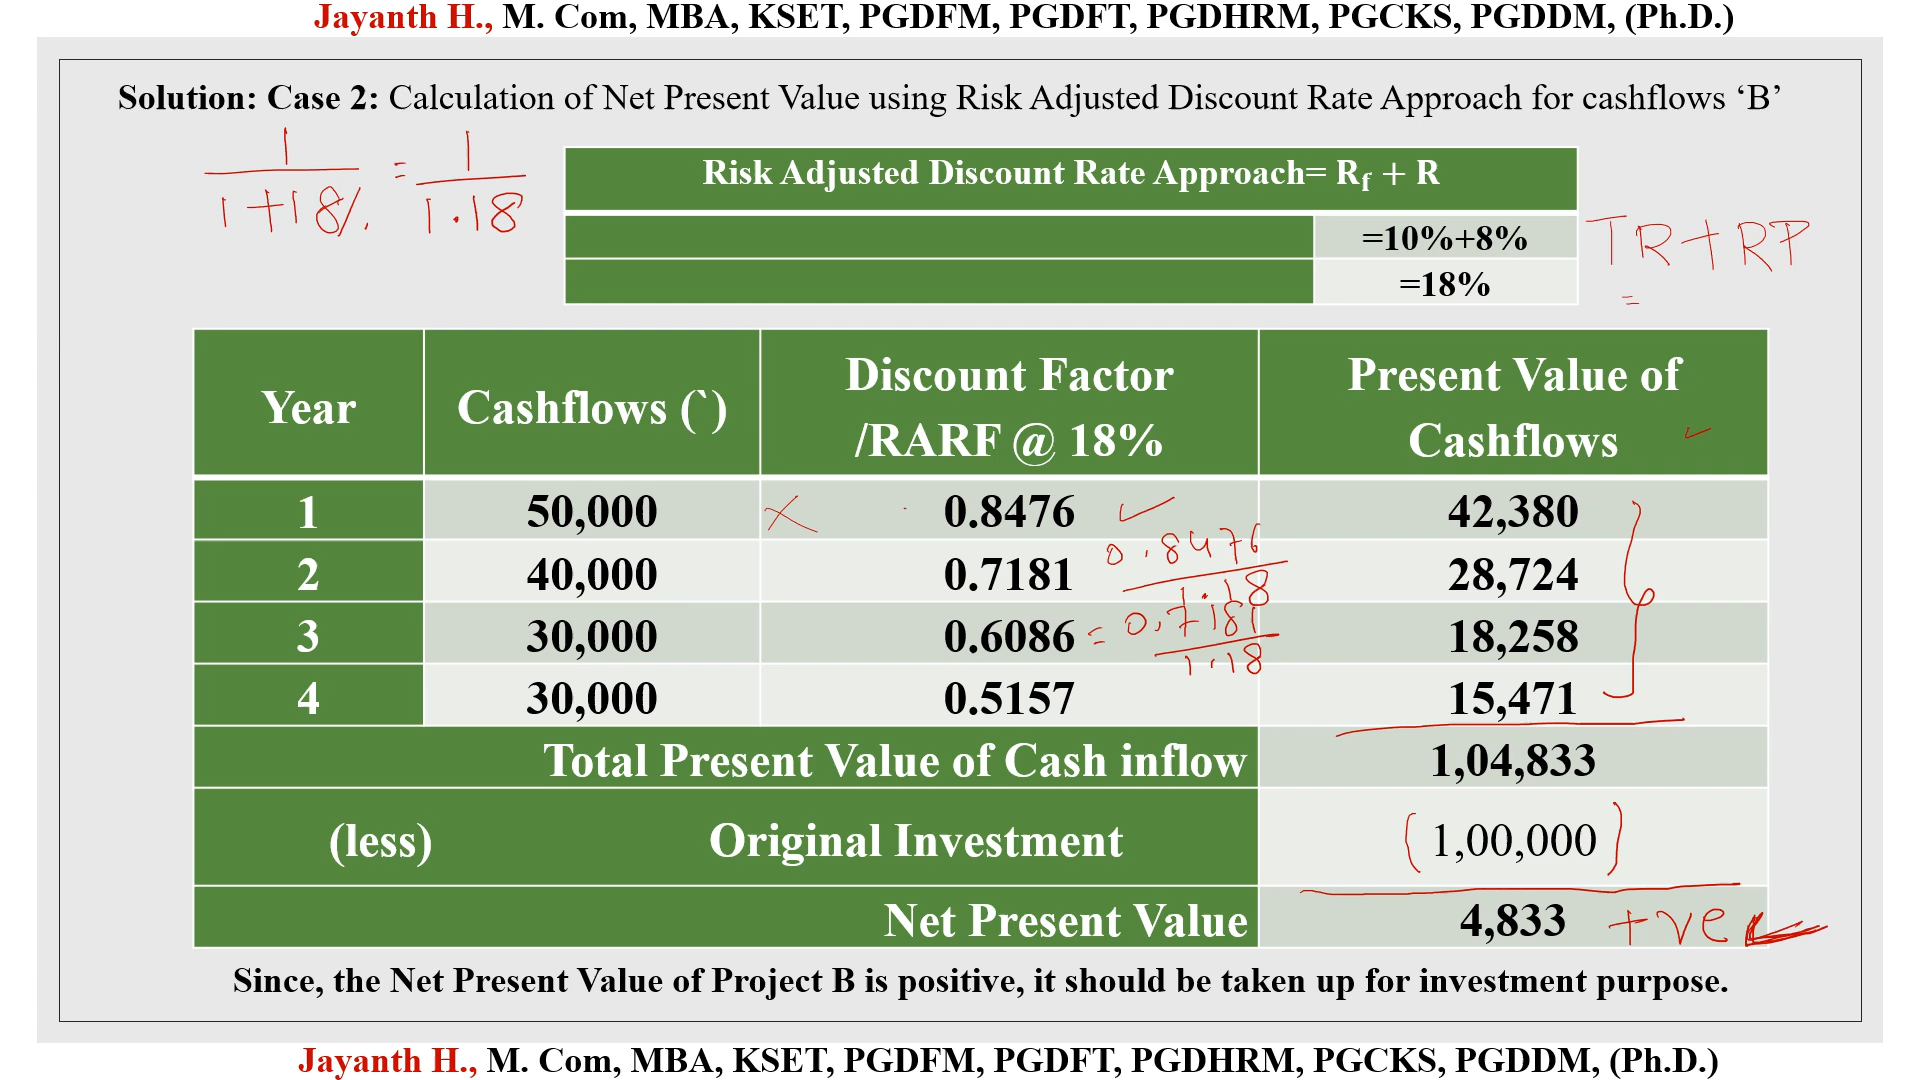 Jayanth H., M. Com, MBA, KSET, PGDFM, PGDFT, PGDHRM, PGCKS, PGDDM, (Ph.D.)
Solution: Case 2: Calculation of Net Present Value using Risk Adjusted Discount Rate Approach for cashflows ‘B’
1 = 1
1+18% 1.18
Risk Adjusted Discount Rate Approach= Rf + R
=10%+8%
TR+RP
=
=18%
Year Cashflows (`) Discount Factor /RARF @ 18% Present Value of Cashflows
1 50,000 0.8476 42,380
0.8476
2 40,000 0.7181 28,724
1.18
3 30,000 0.6086 = 0.7181 18,258
1.18
4 30,000 0.5157 15,471
Total Present Value of Cash inflow 1,04,833
(less) Original Investment (1,00,000)
Net Present Value 4,833 +ve
Since, the Net Present Value of Project B is positive, it should be taken up for investment purpose.
Jayanth H., M. Com, MBA, KSET, PGDFM, PGDFT, PGDHRM, PGCKS, PGDDM, (Ph.D.)